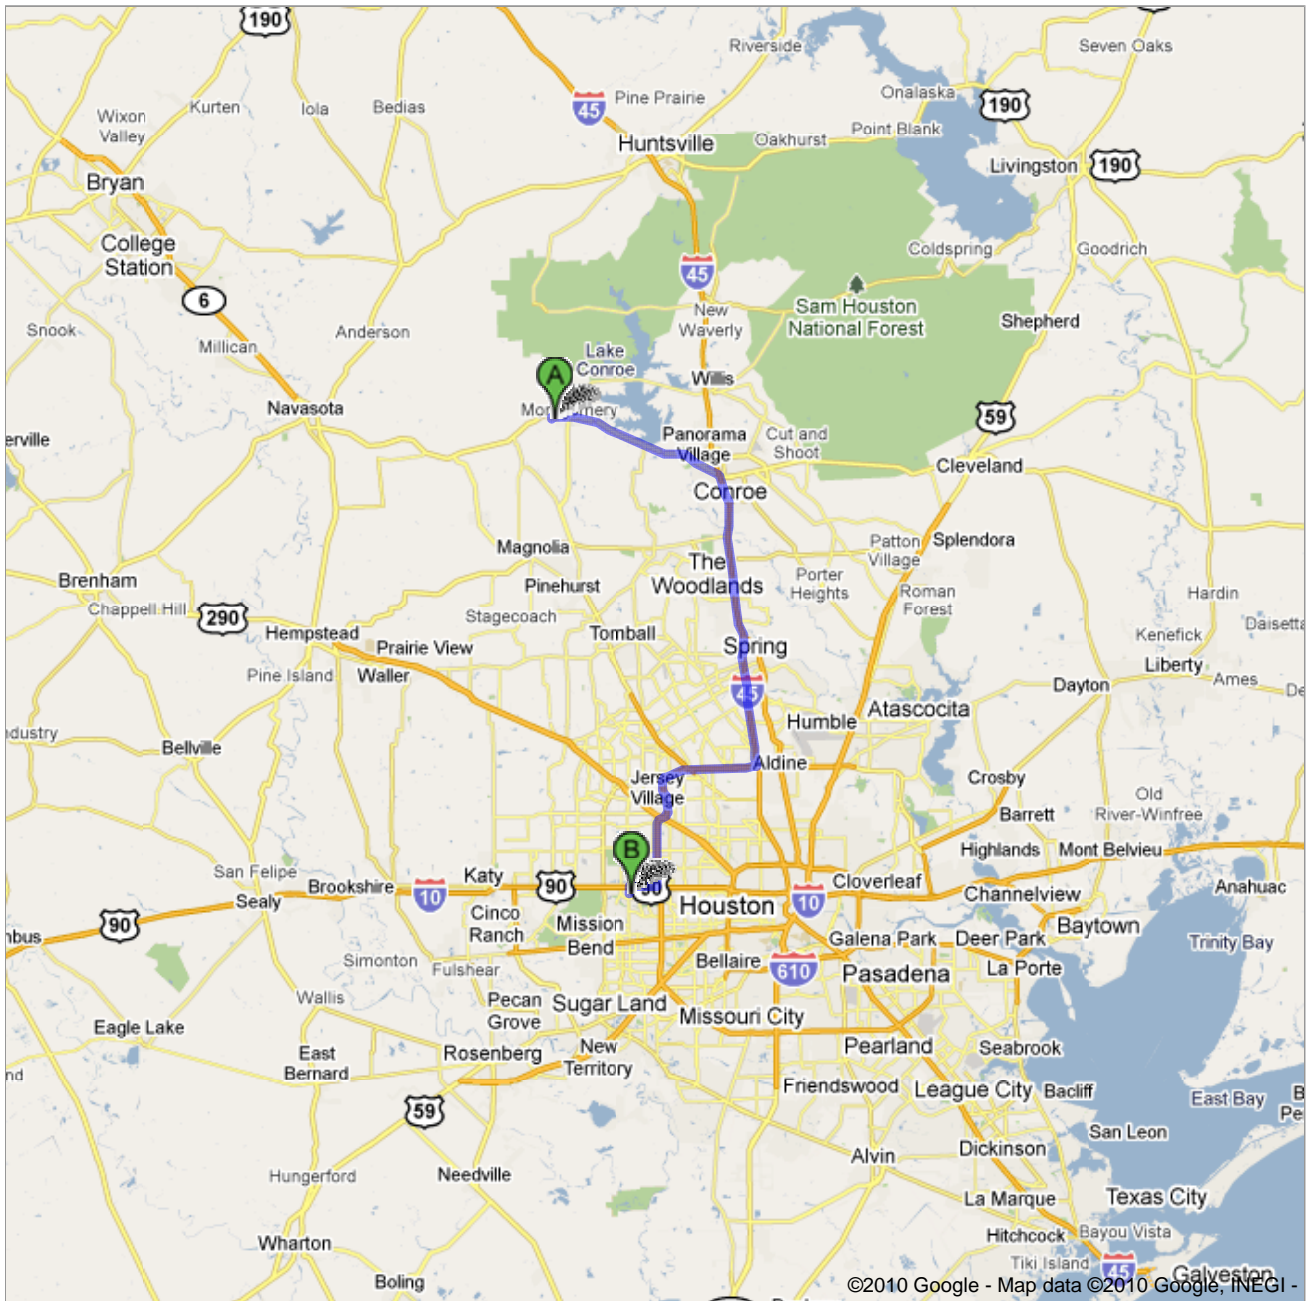 190
Riverside
Seven Oaks
45
Pine Prairie
Onalaska
190
Kurten
Iola
Bedias
Wixon
Valley
Point Blank
Huntsville
Oakhurst
Livingston
190
Bryan
College
Station
Coldspring
Goodrich
45
6
Sam Houston
National Forest
New
Waverly
Shepherd
Snook
Anderson
Millican
Lake
Conroe
A
Willis
Navasota
59
erville
Panorama
Village
Cut and
Shoot
Cleveland
Conroe
Magnolia
Patton
Village
Splendora
The
Woodlands
Brenham
Pinehurst
Porter
Heights
Roman
Forest
Hardin
Chappell Hill
290
Stagecoach
Hempstead
Tomball
Daisetta
Prairie View
Spring
Kenefick
Liberty
Pine Island
Waller
Dayton
Ames
De
45
Atascocita
Humble
ndustry
Bellville
Aldine
Jersey
Village
Crosby
Old
River-Winfree
Barrett
B
Highlands
Mont Belvieu
San Felipe
Katy
Cloverleaf
Brookshire
10
90
90
Houston
10
Channelview
Anahuac
Sealy
Cinco
Ranch
Mission
Bend
Baytown
90
nbus
Galena Park
Deer Park
Trinity Bay
Simonton
Fulshear
Bellaire
610
Pasadena
La Porte
Wallis
Pecan
Grove
Sugar Land
Missouri City
Eagle Lake
East
Bernard
Rosenberg
New
Territory
Pearland
Seabrook
nd
Friendswood
League City
Bacliff
East Bay
B
Pe
59
San Leon
Alvin
Dickinson
Hungerford
Needville
La Marque
Texas City
Wharton
Hitchcock
Bayou Vista
Tiki Island
45
Galveston
Boling
©2010 Google - Map data ©2010 Google, INEGI -